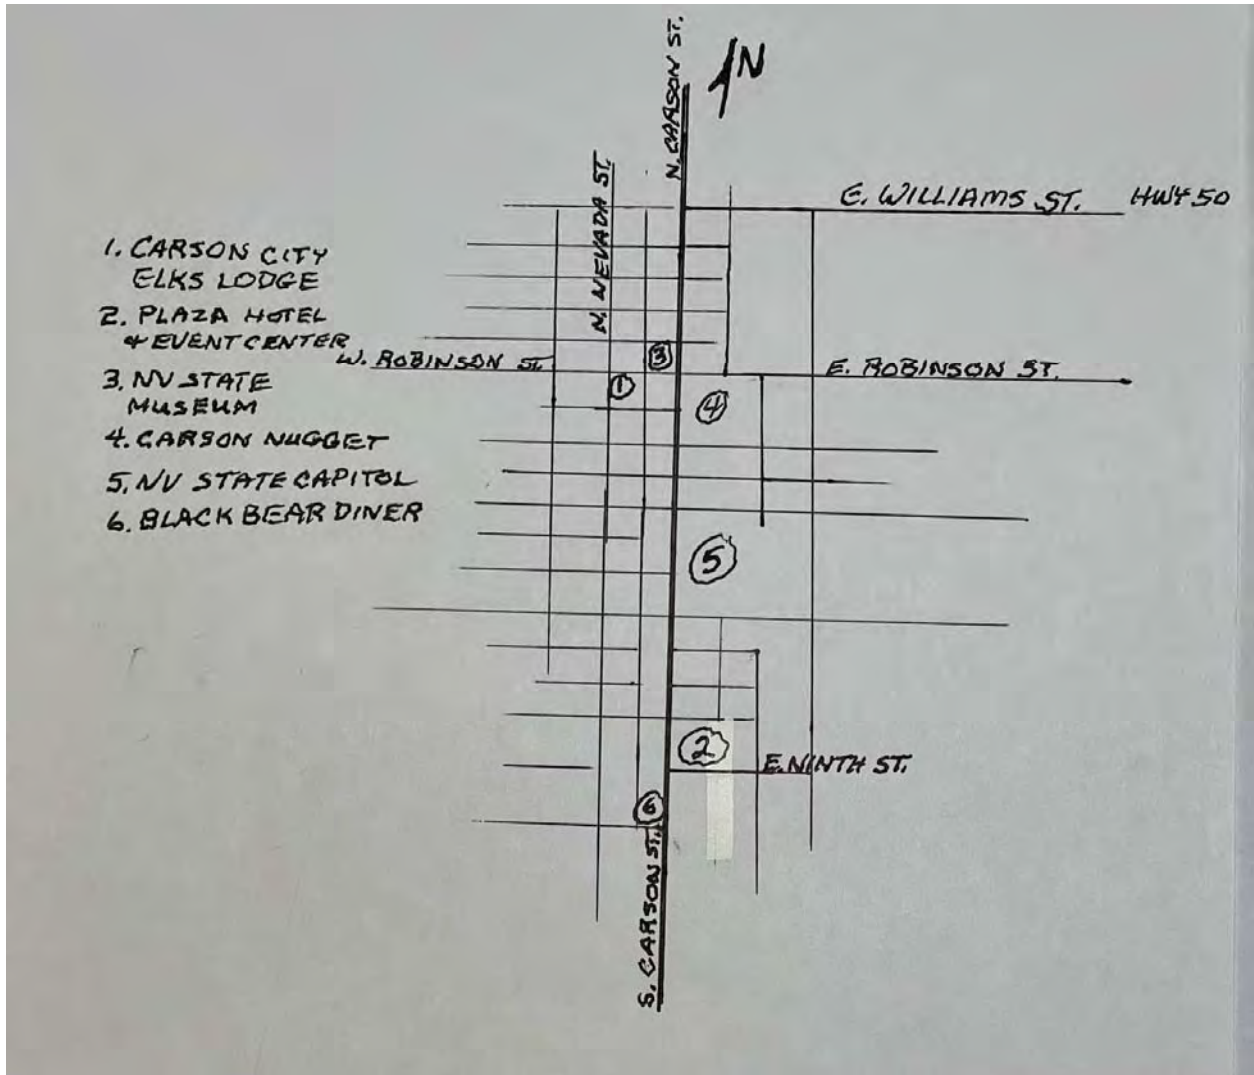 N. CARSON ST.
N
N. NEVADA ST.
E. WILLIAMS ST. HWY 50
1. CARSON CITY
ELKS LODGE
2. PLAZA HOTEL
& EVENT CENTER
3. NV STATE
MUSEUM
4. CARSON NUGGET
5. NV STATE CAPITOL
6. BLACK BEAR DINER
W. ROBINSON St.
E. ROBINSON ST.
3
1
4
5
2
E. NINTH ST.
6
S. CARSON ST.